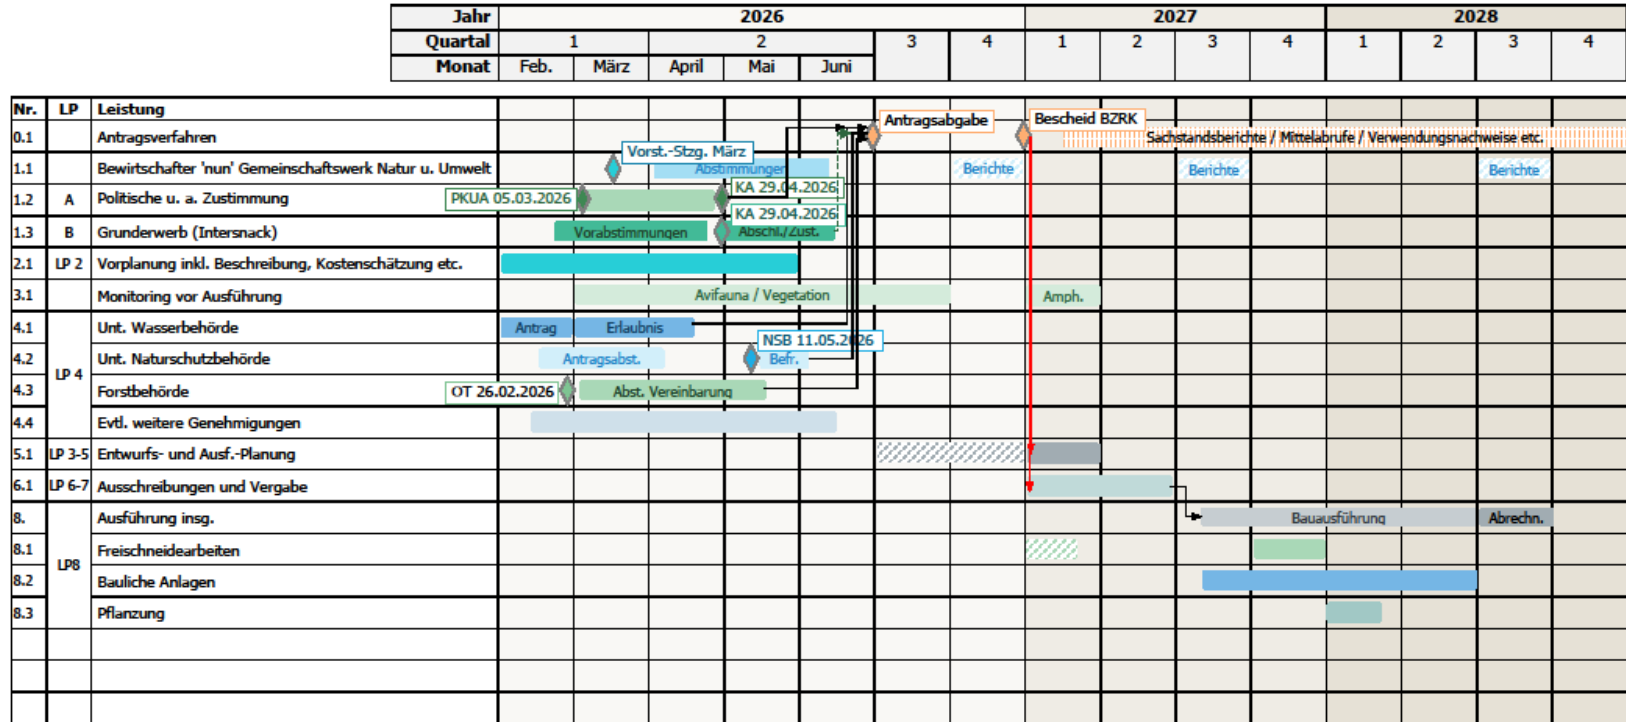 Jahr 2026 2027 2028
Quartal 1 2 3 4 1 2 3 4 1 2 3 4
Monat Feb. März April Mai Juni
Nr. LP Leistung
Antragsabgabe Bescheid BZRK
0.1 Antragsverfahren Sachstandsberichte / Mittelabrufe / Verwendungsnachweise etc.
Vorst.-Stzg. März
1.1 Bewirtschafter 'nun' Gemeinschaftswerk Natur u. Umwelt Abstimmungen Berichte Berichte Berichte
KA 29.04.2026
1.2 A Politische u. a. Zustimmung PKUA 05.03.2026
KA 29.04.2026
1.3 B Grunderwerb (Intersnack) Vorabstimmungen Abschl./Zust.
2.1 LP 2 Vorplanung inkl. Beschreibung, Kostenschätzung etc.
3.1 Monitoring vor Ausführung Avifauna / Vegetation Amph.
4.1 Unt. Wasserbehörde Antrag Erlaubnis
NSB 11.05.2026
4.2 Unt. Naturschutzbehörde Antragsabst. Befr.
LP 4
4.3 Forstbehörde OT 26.02.2026 Abst. Vereinbarung
4.4 Evtl. weitere Genehmigungen
5.1 LP 3-5 Entwurfs- und Ausf.-Planung
6.1 LP 6-7 Ausschreibungen und Vergabe
8. Ausführung insg. Bauausführung Abrechn.
8.1 Freischneidearbeiten
LP8
8.2 Bauliche Anlagen
8.3 Pflanzung